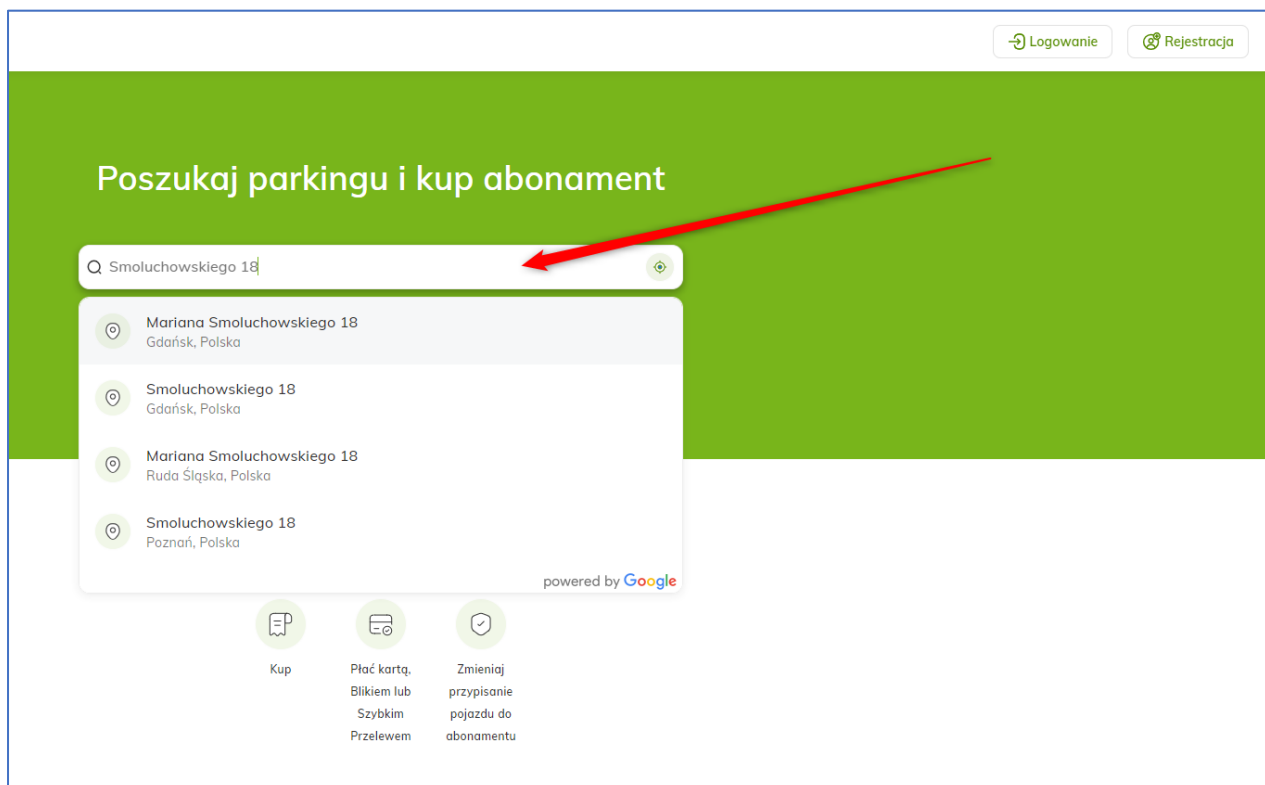 Logowanie
Rejestracja
Poszukaj parkingu i kup abonament
Smoluchowskiego 18
Mariana Smoluchowskiego 18
Gdańsk, Polska
Smoluchowskiego 18
Gdańsk, Polska
Mariana Smoluchowskiego 18
Ruda Śląska, Polska
Smoluchowskiego 18
Poznań, Polska
powered by Google
Kup
Płać kartą,
Blikiem lub
Szybkim
Przelewem
Zmieniaj
przypisanie
pojazdu do
abonamentu